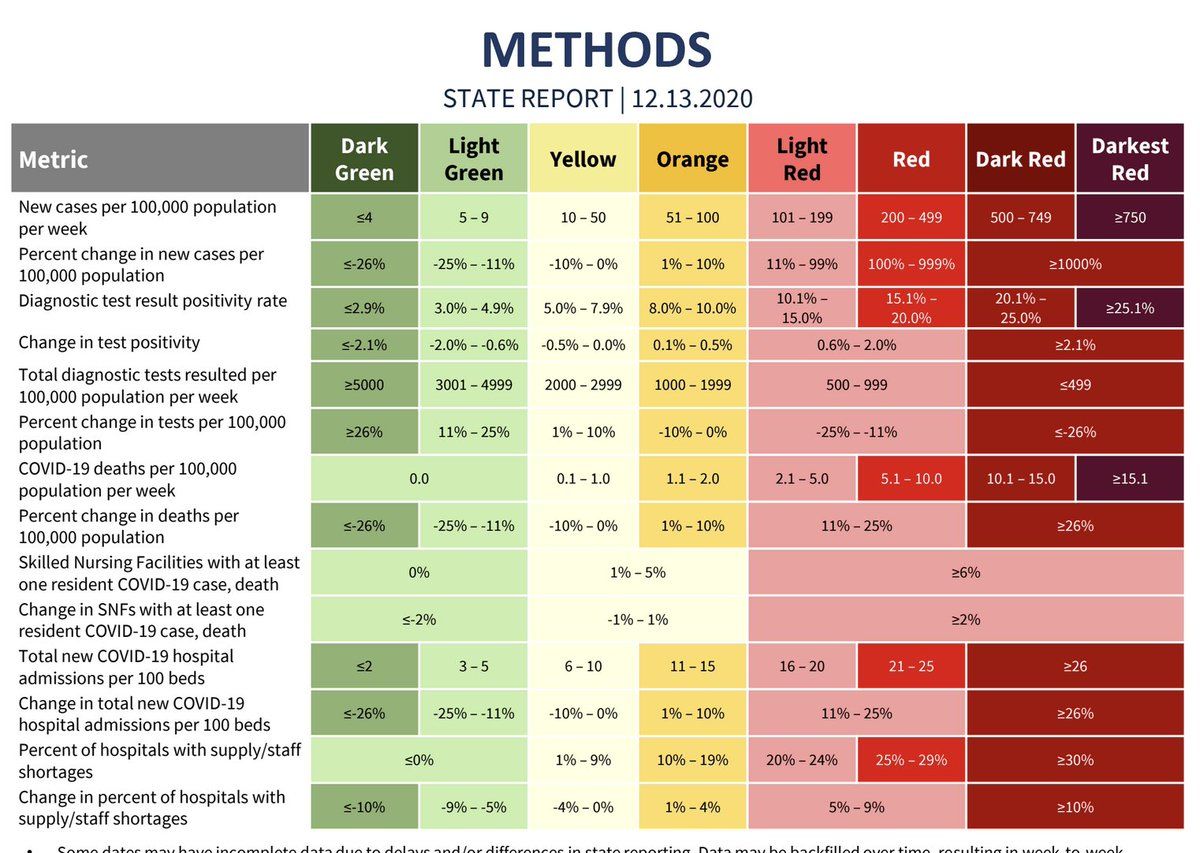 METHODS
STATE REPORT | 12.13.2020
Metric
Dark Green
Light Green
Yellow
Orange
Light Red
Red
Dark Red
Darkest Red
New cases per 100,000 population
per week
≤4
5 – 9
10 – 50
51 – 100
101 – 199
200 – 499
500 – 749
≥750
Percent change in new cases per
100,000 population
≤-26%
-25% – -11%
-10% – 0%
1% – 10%
11% – 99%
100% – 999%
≥1000%
Diagnostic test result positivity rate
≤2.9%
3.0% – 4.9%
5.0% – 7.9%
8.0% – 10.0%
10.1% –
15.0%
15.1% –
20.0%
20.1% –
25.0%
≥25.1%
Change in test positivity
≤-2.1%
-2.0% – -0.6%
-0.5% – 0.0%
0.1% – 0.5%
0.6% – 2.0%
≥2.1%
Total diagnostic tests resulted per
100,000 population per week
≥5000
3001 – 4999
2000 – 2999
1000 – 1999
500 – 999
≤499
Percent change in tests per 100,000
population
≥26%
11% – 25%
1% – 10%
-10% – 0%
-25% – -11%
≤-26%
COVID-19 deaths per 100,000
population per week
0.0
0.1 – 1.0
1.1 – 2.0
2.1 – 5.0
5.1 – 10.0
10.1 – 15.0
≥15.1
Percent change in deaths per
100,000 population
≤-26%
-25% – -11%
-10% – 0%
1% – 10%
11% – 25%
≥26%
Skilled Nursing Facilities with at least
one resident COVID-19 case, death
0%
1% – 5%
≥6%
Change in SNFs with at least one
resident COVID-19 case, death
≤-2%
-1% – 1%
≥2%
Total new COVID-19 hospital
admissions per 100 beds
≤2
3 – 5
6 – 10
11 – 15
16 – 20
21 – 25
≥26
Change in total new COVID-19
hospital admissions per 100 beds
≤-26%
-25% – -11%
-10% – 0%
1% – 10%
11% – 25%
≥26%
Percent of hospitals with supply/staff
shortages
≤0%
1% – 9%
10% – 19%
20% – 24%
25% – 29%
≥30%
Change in percent of hospitals with
supply/staff shortages
≤-10%
-9% – -5%
-4% – 0%
1% – 4%
5% – 9%
≥10%
• Some dates may have incomplete data due to delays and/or differences in state reporting. Data may be backfilled over time, resulting in week-to-week